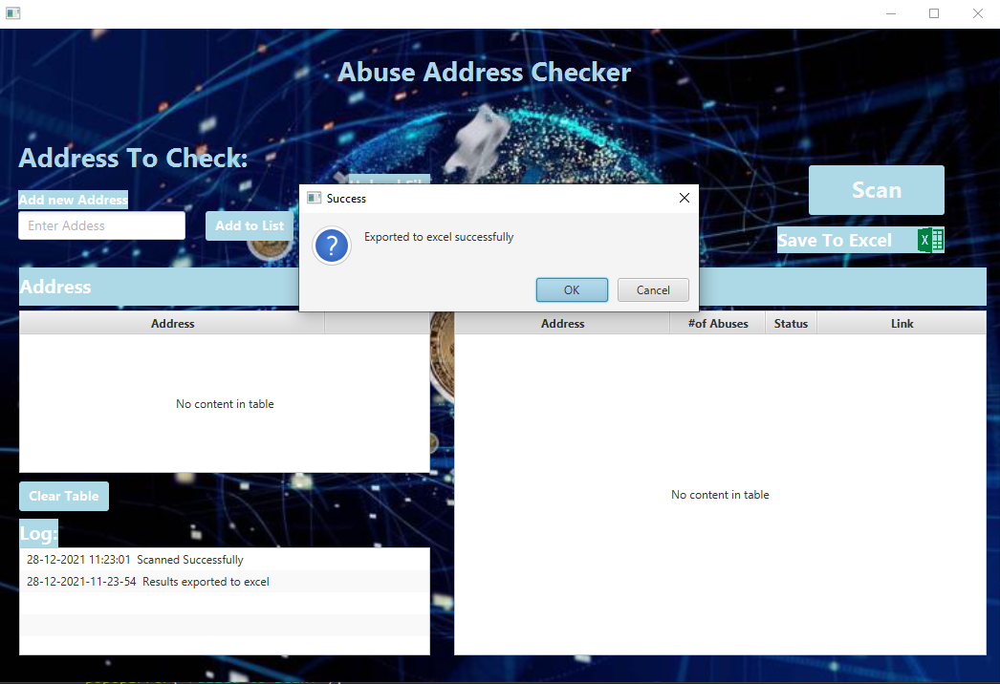 Abuse Address Checker
Address To Check:
Add new Address
Enter Addess
Add to List
Scan
Save To Excel
X
Success
?
Exported to excel successfully
OK
Cancel
Address
Address
No content in table
Address #of Abuses Status Link
No content in table
Clear Table
Log:
28-12-2021 11:23:01 Scanned Successfully
28-12-2021-11-23-54 Results exported to excel